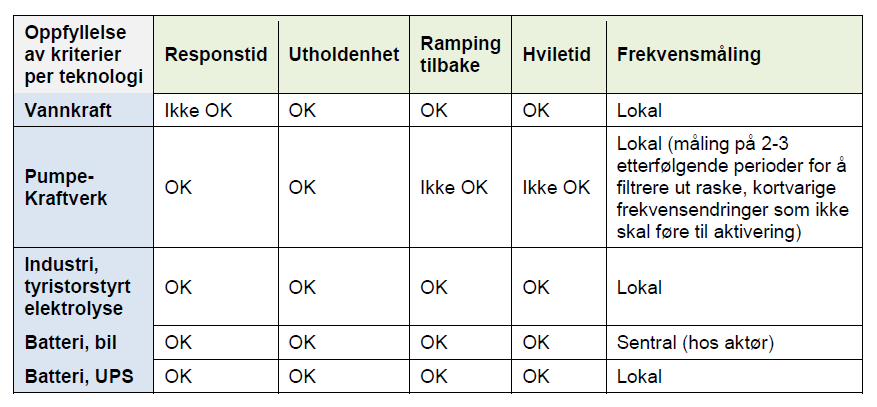 Oppfyllelse
av kriterier
per teknologi
Responstid
Utholdenhet
Ramping
tilbake
Hviletid
Frekvensmåling
Vannkraft
Ikke OK
OK
OK
OK
Lokal
Pumpe-
Kraftverk
OK
OK
Ikke OK
Ikke OK
Lokal (måling på 2-3
etterfølgende perioder for å
filtrere ut raske, kortvarige
frekvensendringer som ikke
skal føre til aktivering)
Industri,
tyristorstyrt
elektrolyse
OK
OK
OK
OK
Lokal
Batteri, bil
OK
OK
OK
OK
Sentral (hos aktør)
Batteri, UPS
OK
OK
OK
OK
Lokal